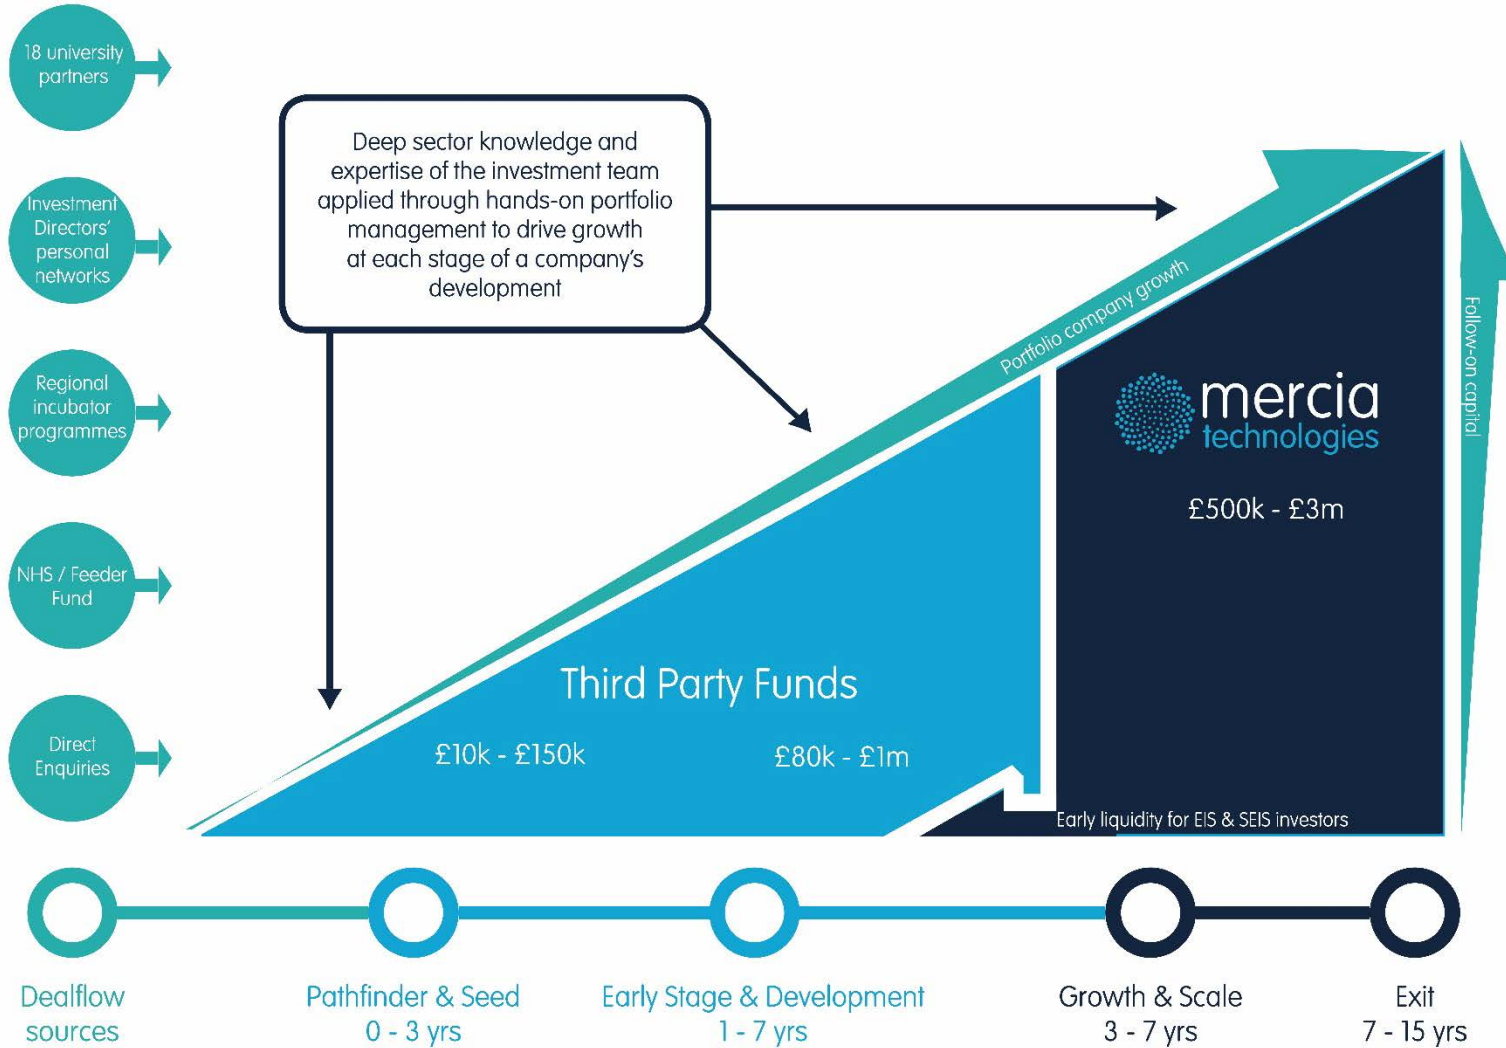 18 university
partners
Investment
Directors’
personal
networks
Regional
incubator
programmes
NHS / Feeder
Fund
Direct
Enquiries
Deep sector knowledge and
expertise of the investment team
applied through hands-on portfolio
management to drive growth
at each stage of a company’s
development
Portfolio company growth
Follow-on capital
mercia
technologies
£500k - £3m
Third Party Funds
£10k - £150k
£80k - £1m
Early liquidity for EIS & SEIS investors
Dealflow
sources
Pathfinder & Seed
0 - 3 yrs
Early Stage & Development
1 - 7 yrs
Growth & Scale
3 - 7 yrs
Exit
7 - 15 yrs